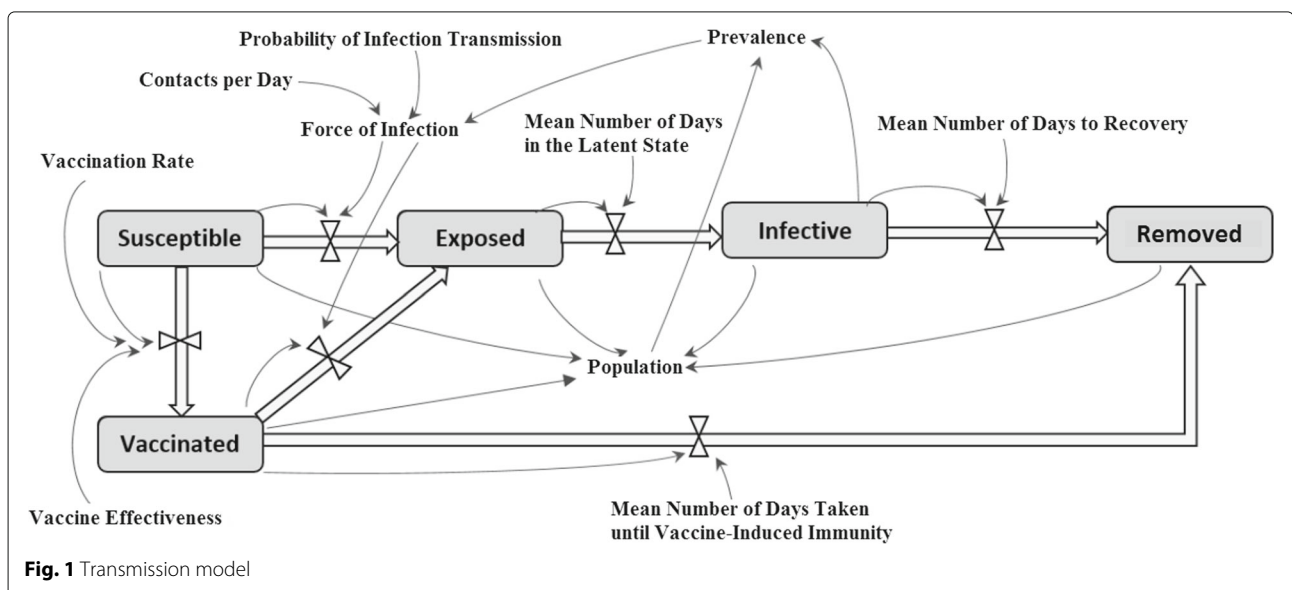 Probability of Infection Transmission
Prevalence
Contacts per Day
Force of Infection
Mean Number of Days
in the Latent State
Mean Number of Days to Recovery
Vaccination Rate
Susceptible
Exposed
Infective
Removed
Population
Vaccinated
Vaccine Effectiveness
Mean Number of Days Taken
until Vaccine-Induced Immunity
Fig. 1 Transmission model